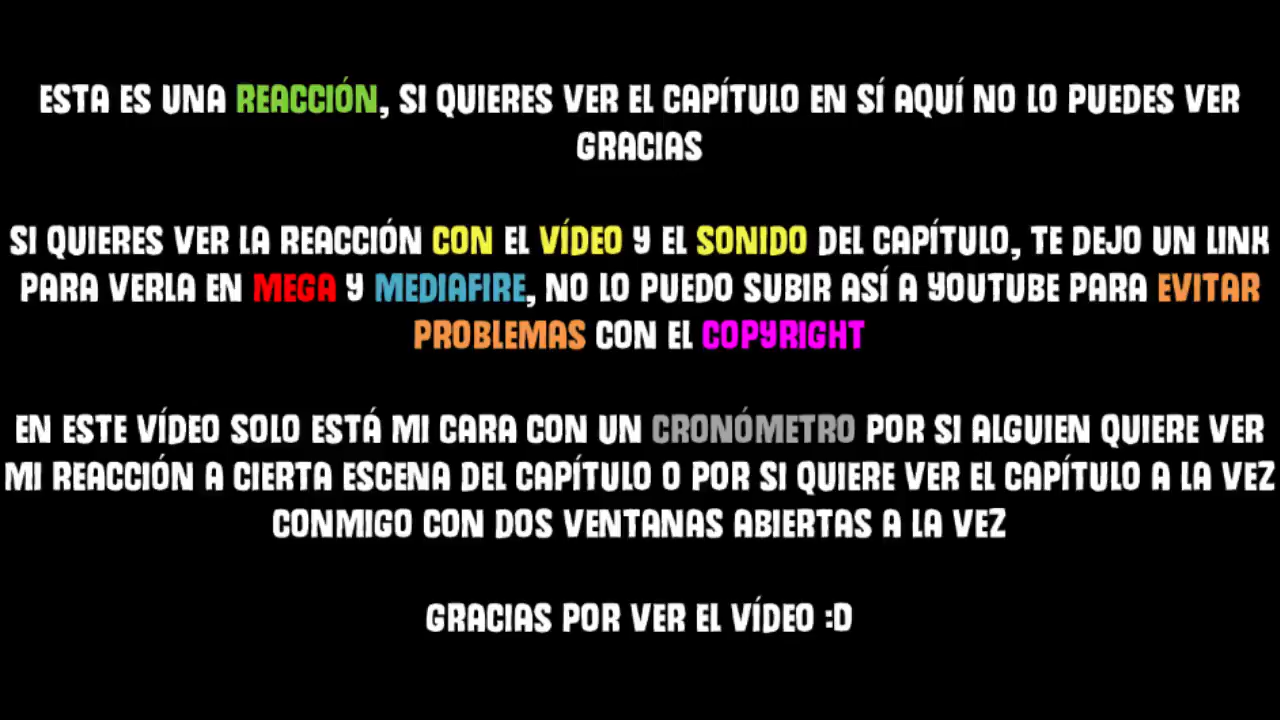 ESTA ES UNA REACCIÓN, SI QUIERES VER EL CAPÍTULO EN SÍ AQUÍ NO LO PUEDES VER
GRACIAS
SI QUIERES VER LA REACCIÓN CON EL VÍDEO Y EL SONIDO DEL CAPÍTULO, TE DEJO UN LINK
PARA VERLA EN MEGA Y MEDIAFIRE, NO LO PUEDO SUBIR ASÍ A YOUTUBE PARA EVITAR
PROBLEMAS CON EL COPYRIGHT
EN ESTE VÍDEO SOLO ESTÁ MI CARA CON UN CRONÓMETRO POR SI ALGUIEN QUIERE VER
MI REACCIÓN A CIERTA ESCENA DEL CAPÍTULO O POR SI QUIERE VER EL CAPÍTULO A LA VEZ
CONMIGO CON DOS VENTANAS ABIERTAS A LA VEZ
GRACIAS POR VER EL VÍDEO :D